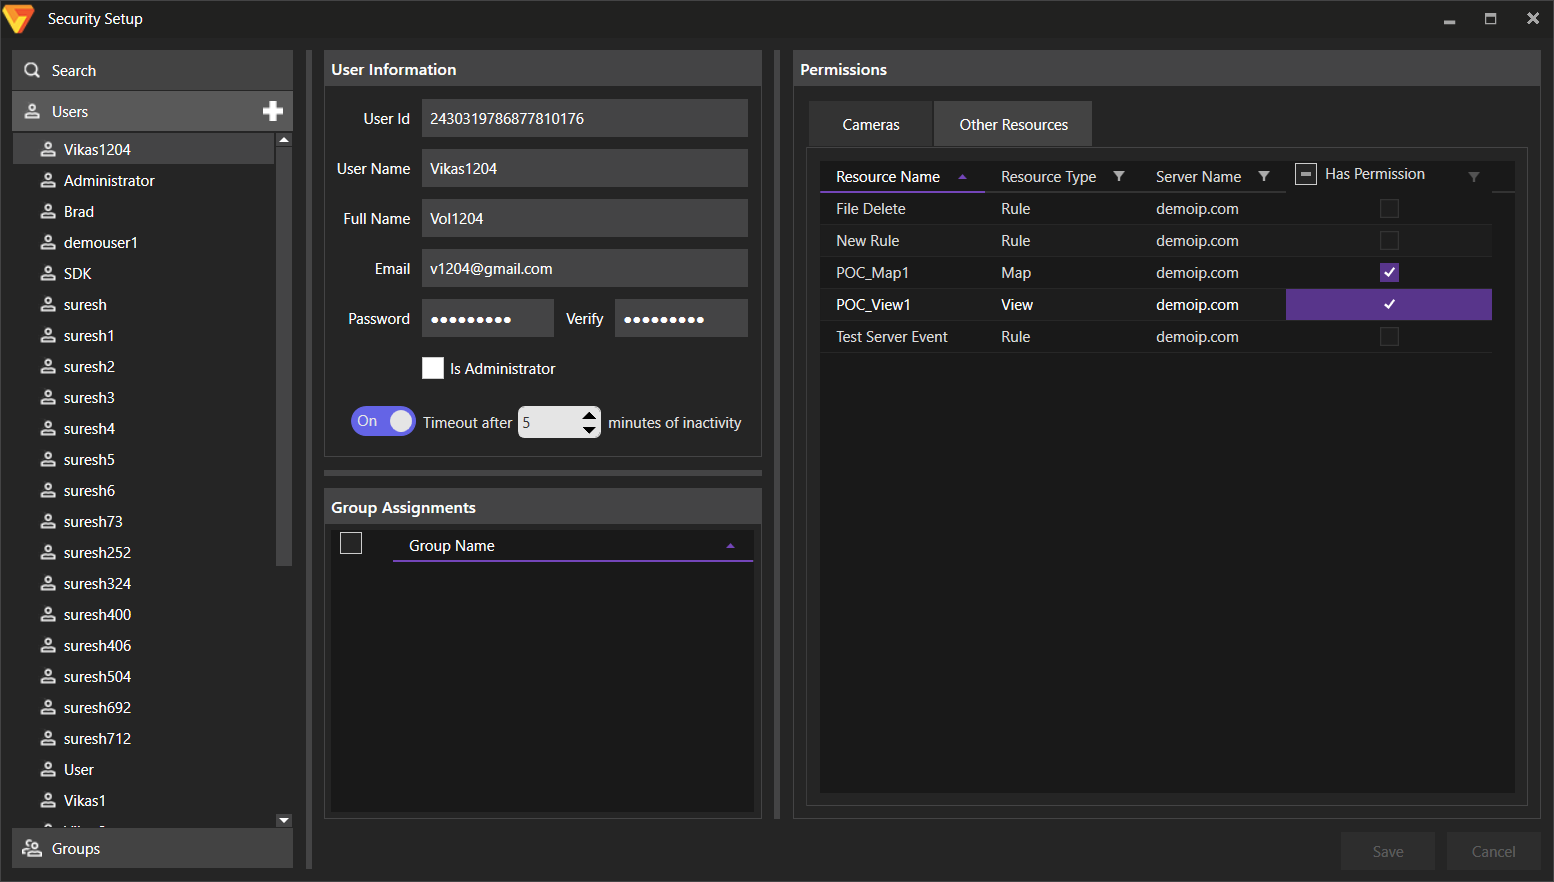 Security Setup
Search
Users
Vikas1204
Administrator
Brad
demouser1
SDK
suresh
suresh1
suresh2
suresh3
suresh4
suresh5
suresh6
suresh73
suresh252
suresh324
suresh400
suresh406
suresh504
suresh692
suresh712
User
Vikas1
Groups
User Information
User Id 2430319786877810176
User Name Vikas1204
Full Name Vol1204
Email v1204@gmail.com
Password ●●●●●●●●● Verify ●●●●●●●●●
Is Administrator
On Timeout after 5 minutes of inactivity
Group Assignments
Group Name
Permissions
Cameras Other Resources
Resource Name Resource Type Server Name Has Permission
File Delete Rule demoip.com
New Rule Rule demoip.com
POC_Map1 Map demoip.com
POC_View1 View demoip.com
Test Server Event Rule demoip.com
Save Cancel